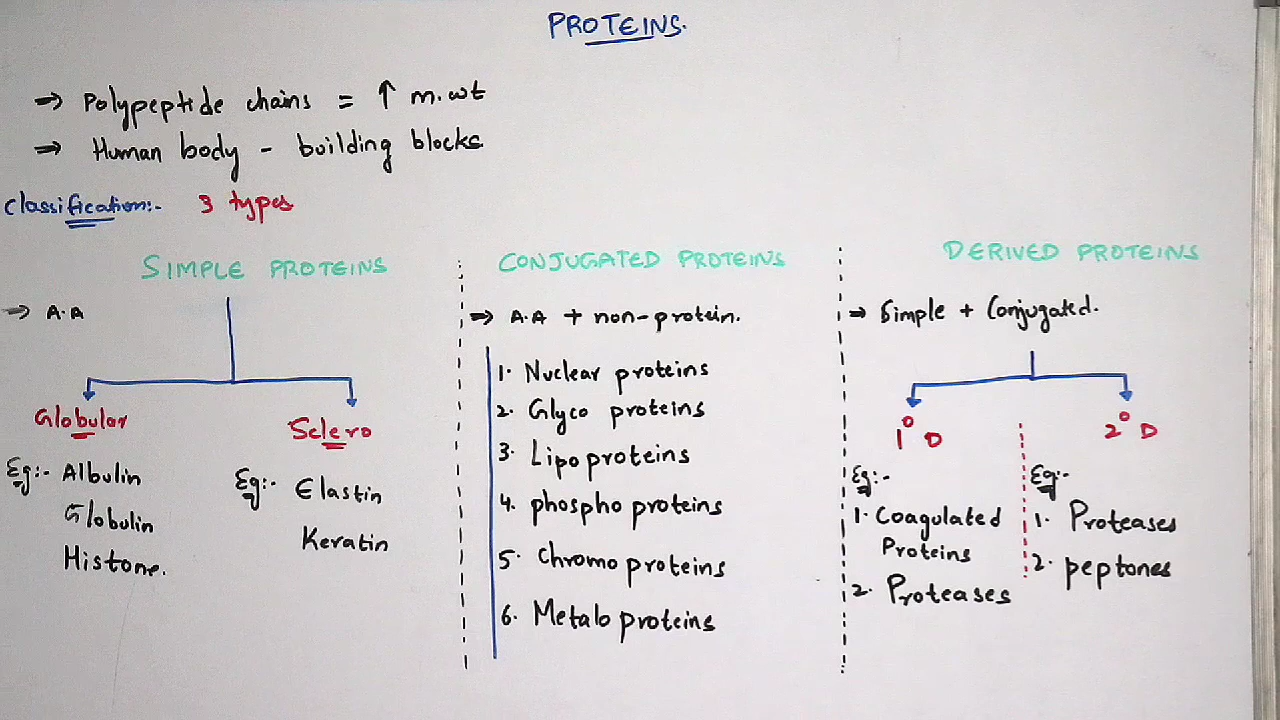 PROTEINS.
→ Polypeptide chains = ↑ m.wt
→ Human body - building blocks
Classification:- 3 types
SIMPLE PROTEINS
→ A.A
Globular
Eg:- Albulin
Globulin
Histone.
Sclero
Eg:- Elastin
Keratin
CONJUGATED PROTEINS
→ A.A + non-protein.
1. Nuclear proteins
2. Glyco proteins
3. Lipo proteins
4. phospho proteins
5. Chromo proteins
6. Metalo proteins
DERIVED PROTEINS
→ Simple + Conjugated.
1° D
Eg:-
1. Coagulated
Proteins
2. Proteases
2° D
Eg:-
1. Proteases
2. peptones